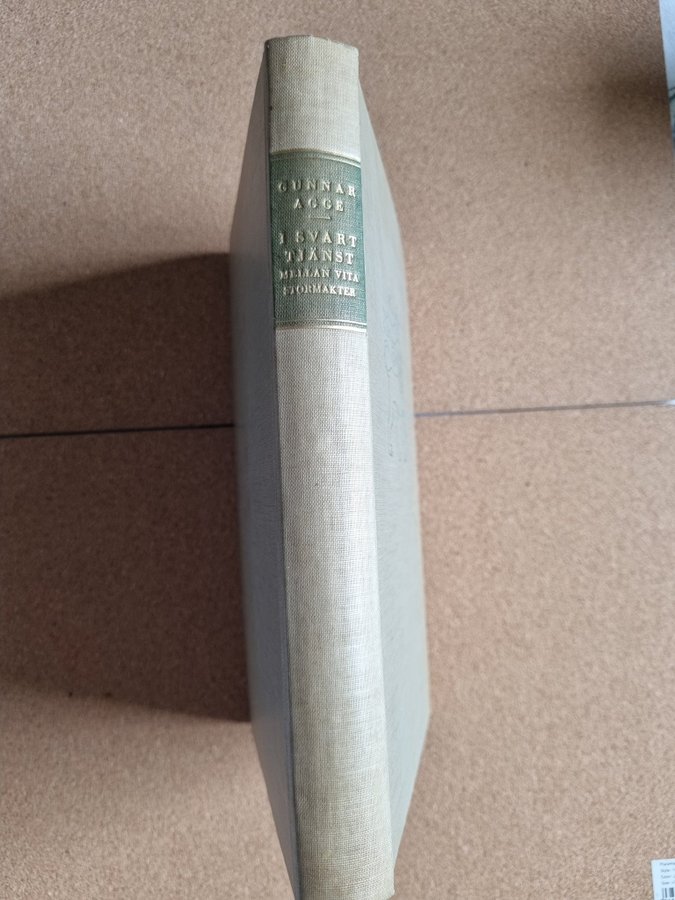 GUNNAR
AGGE
I SVART
TJÄNST
MELLAN VITA
STORMAKTER